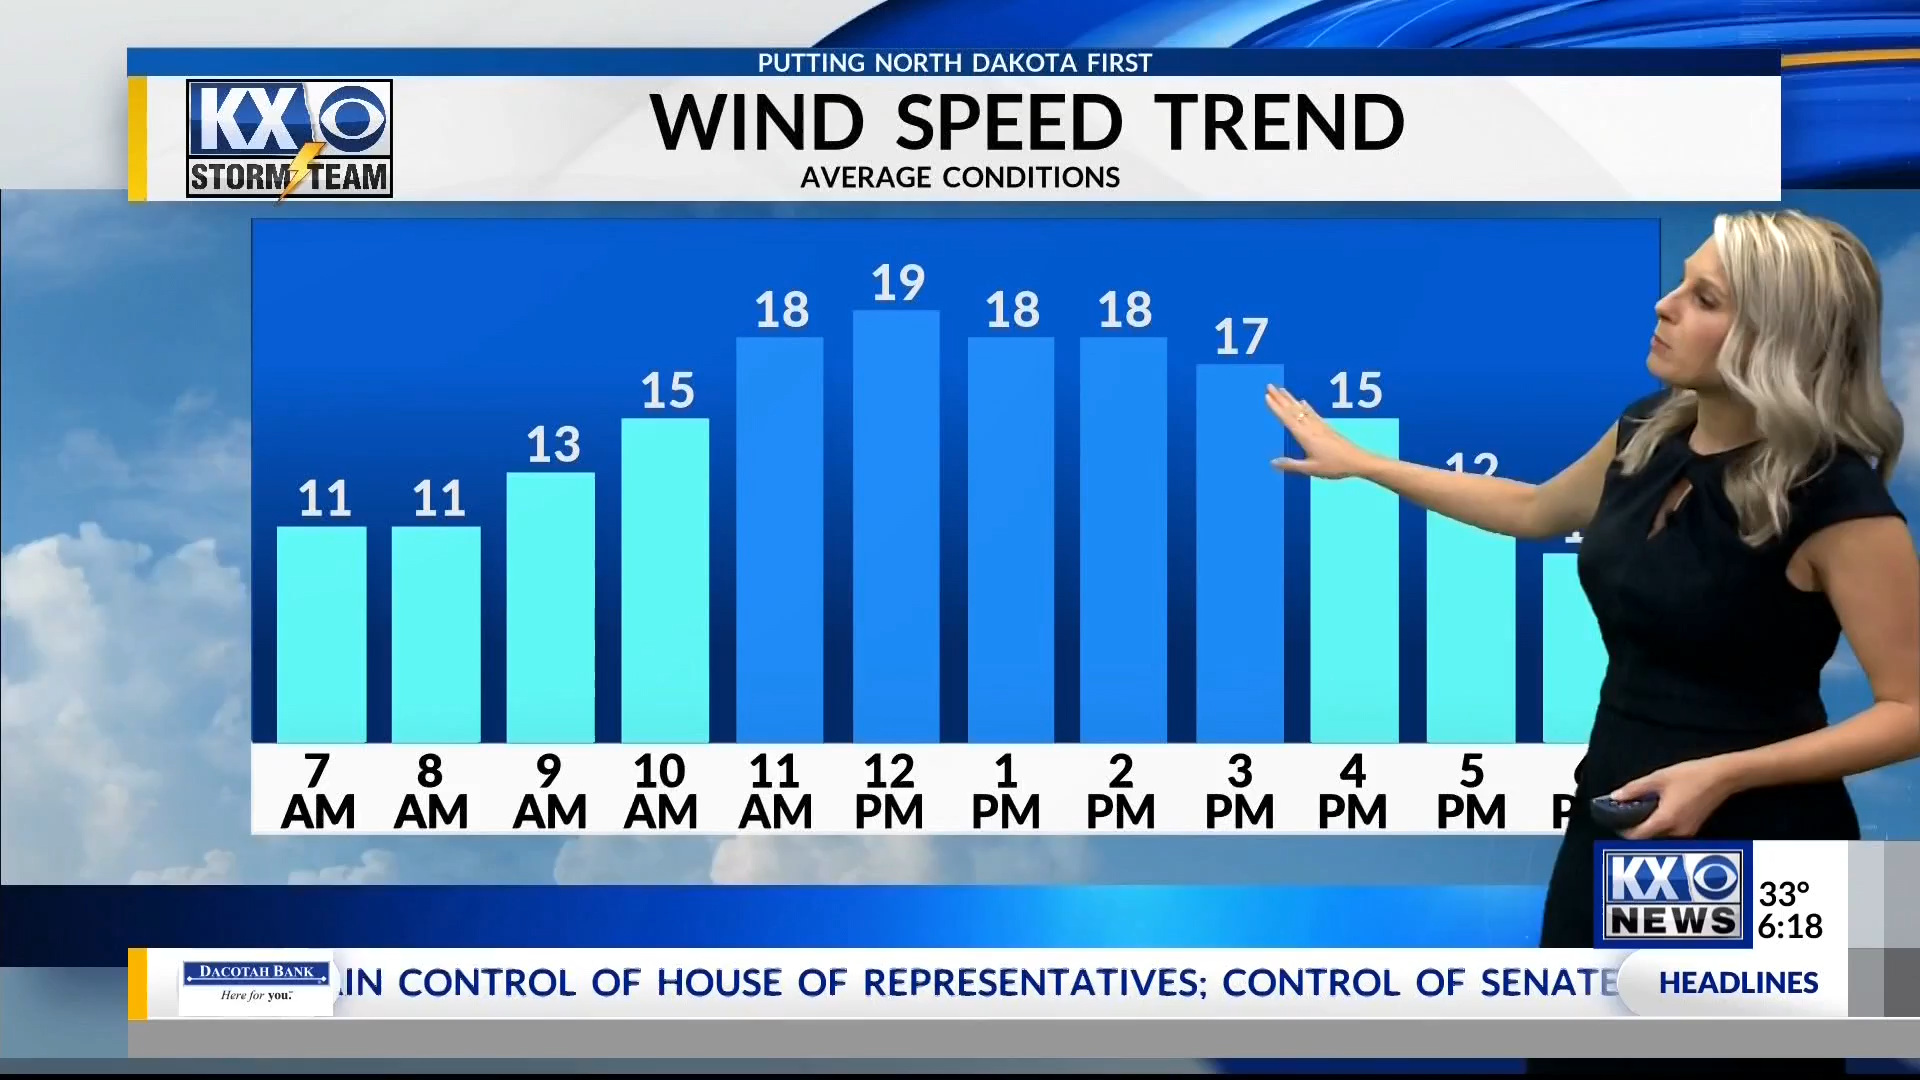 PUTTING NORTH DAKOTA FIRST
KX
STORM TEAM
WIND SPEED TREND
AVERAGE CONDITIONS
11 11 13 15 18 19 18 18 17 15 12
7 AM 8 AM 9 AM 10 AM 11 AM 12 PM 1 PM 2 PM 3 PM 4 PM 5 PM
KX
NEWS
33°
6:18
DACOTAH BANK
Here for you.
IN CONTROL OF HOUSE OF REPRESENTATIVES; CONTROL OF SENATE
HEADLINES